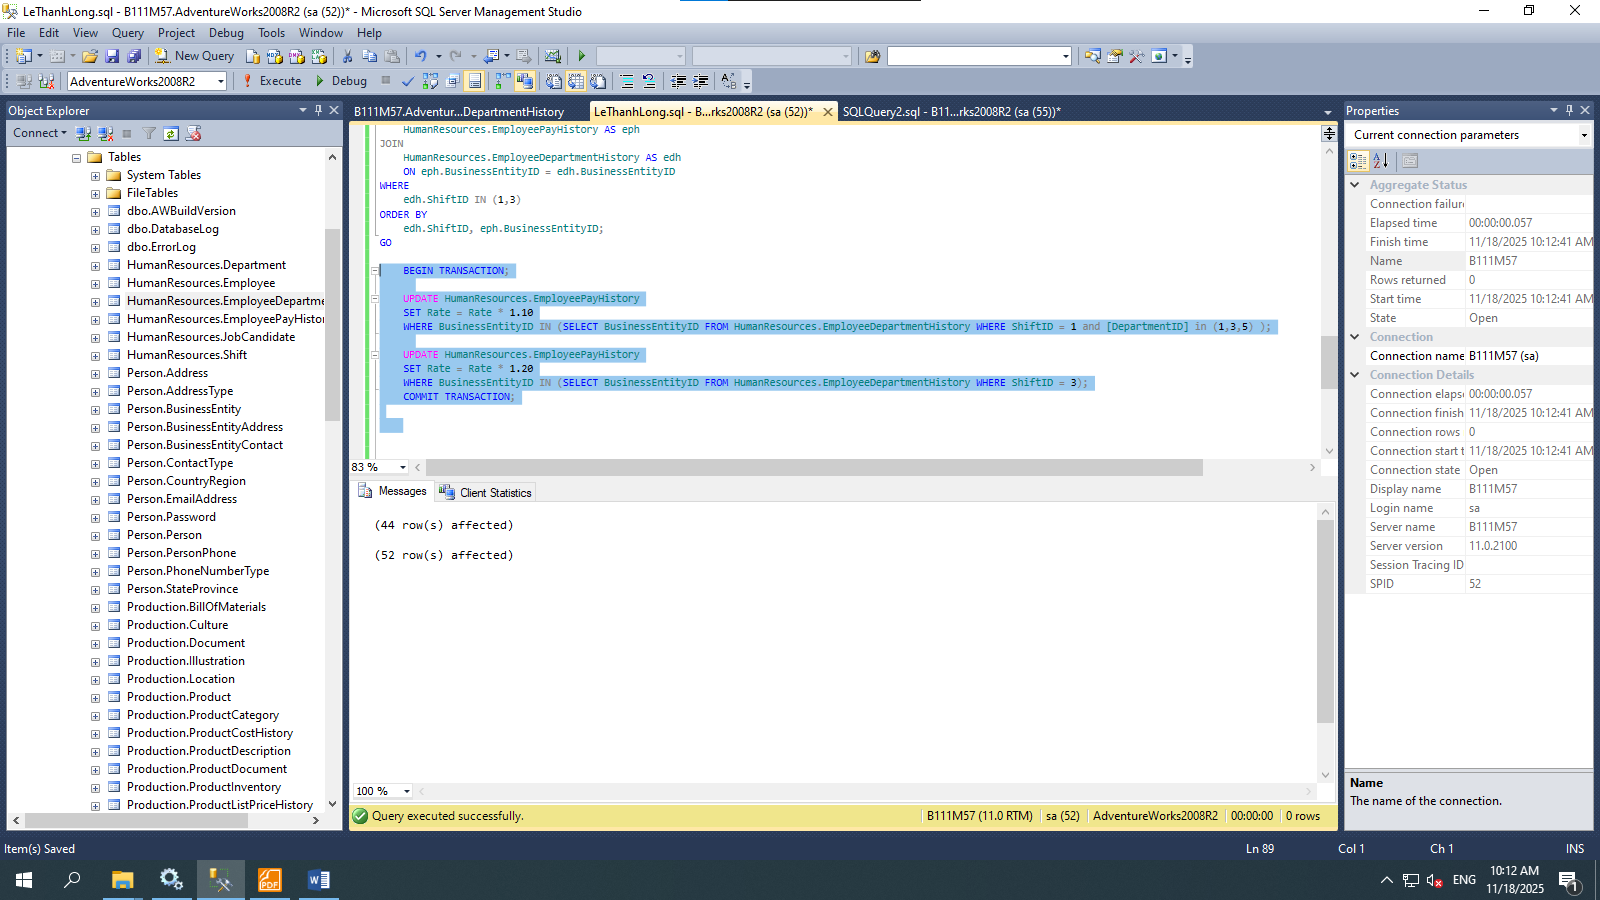 LeThanhLong.sql - B111M57.AdventureWorks2008R2 (sa (52))* - Microsoft SQL Server Management Studio
File Edit View Query Project Debug Tools Window Help
New Query
AdventureWorks2008R2 Execute Debug
Object Explorer
Connect
Tables
System Tables
FileTables
dbo.AWBuildVersion
dbo.DatabaseLog
dbo.ErrorLog
HumanResources.Department
HumanResources.Employee
HumanResources.EmployeeDepartme
HumanResources.EmployeePayHistor
HumanResources.JobCandidate
HumanResources.Shift
Person.Address
Person.AddressType
Person.BusinessEntity
Person.BusinessEntityAddress
Person.BusinessEntityContact
Person.ContactType
Person.CountryRegion
Person.EmailAddress
Person.Password
Person.Person
Person.PersonPhone
Person.PhoneNumberType
Person.StateProvince
Production.BillOfMaterials
Production.Culture
Production.Document
Production.Illustration
Production.Location
Production.Product
Production.ProductCategory
Production.ProductCostHistory
Production.ProductDescription
Production.ProductDocument
Production.ProductInventory
Production.ProductListPriceHistory
B111M57.Adventur...DepartmentHistory
LeThanhLong.sql - B...rks2008R2 (sa (52))*
SQLQuery2.sql - B11...rks2008R2 (sa (55))*
HumanResources.EmployeePayHistory AS eph
JOIN
HumanResources.EmployeeDepartmentHistory AS edh
ON eph.BusinessEntityID = edh.BusinessEntityID
WHERE
edh.ShiftID IN (1,3)
ORDER BY
edh.ShiftID, eph.BusinessEntityID;
GO
BEGIN TRANSACTION;
UPDATE HumanResources.EmployeePayHistory
SET Rate = Rate * 1.10
WHERE BusinessEntityID IN (SELECT BusinessEntityID FROM HumanResources.EmployeeDepartmentHistory WHERE ShiftID = 1 and [DepartmentID] in (1,3,5) );
UPDATE HumanResources.EmployeePayHistory
SET Rate = Rate * 1.20
WHERE BusinessEntityID IN (SELECT BusinessEntityID FROM HumanResources.EmployeeDepartmentHistory WHERE ShiftID = 3);
COMMIT TRANSACTION;
83 %
Messages Client Statistics
(44 row(s) affected)
(52 row(s) affected)
100 %
Query executed successfully. B111M57 (11.0 RTM) sa (52) AdventureWorks2008R2 00:00:00 0 rows
Properties
Current connection parameters
Aggregate Status
Connection failure
Elapsed time 00:00:00.057
Finish time 11/18/2025 10:12:41 AM
Name B111M57
Rows returned 0
Start time 11/18/2025 10:12:41 AM
State Open
Connection
Connection name B111M57 (sa)
Connection Details
Connection elaps 00:00:00.057
Connection finish 11/18/2025 10:12:41 AM
Connection rows 0
Connection start t 11/18/2025 10:12:41 AM
Connection state Open
Display name B111M57
Login name sa
Server name B111M57
Server version 11.0.2100
Session Tracing ID
SPID 52
Name
The name of the connection.
Item(s) Saved Ln 89 Col 1 Ch 1 INS
PDF
ENG
10:12 AM
11/18/2025
1